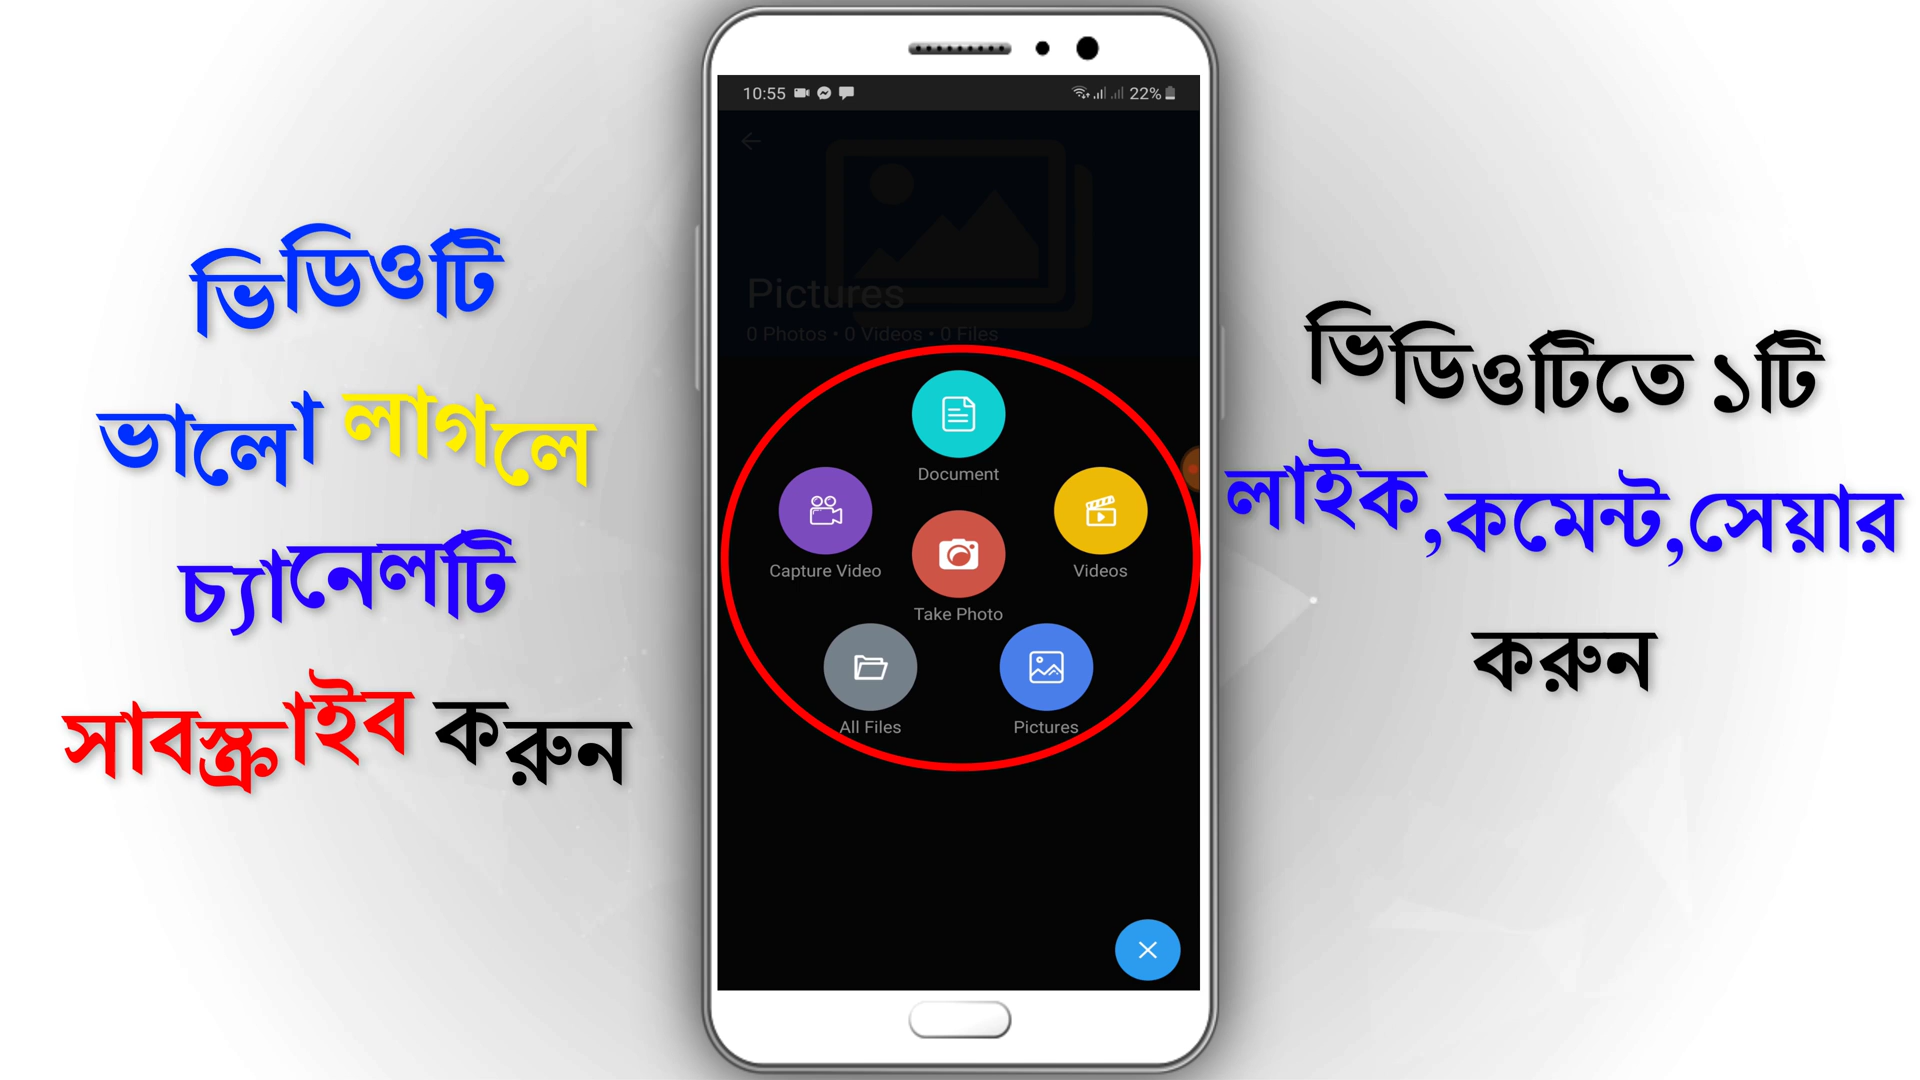 ভিডিওটি
ভালো লাগলে
চ্যানেলটি
সাবস্ক্রাইব করুন
10:55
22%
Pictures
0 Photos • 0 Videos • 0 Files
Document
Capture Video
Videos
Take Photo
All Files
Pictures
ভিডিওটিতে ১টি
লাইক,কমেন্ট,সেয়ার
করুন